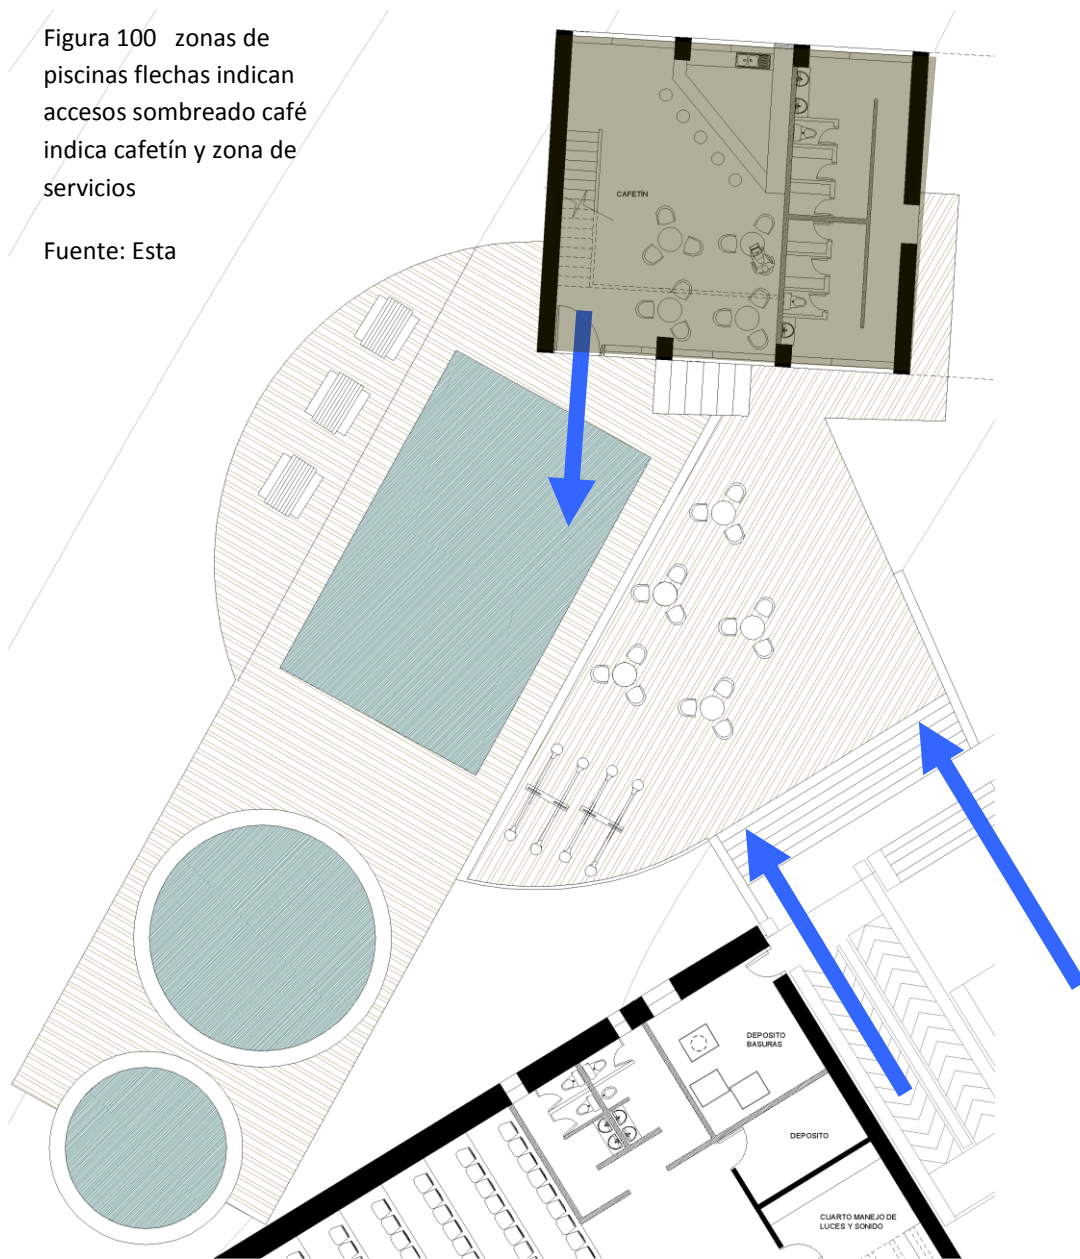 Figura 100   zonas de
piscinas flechas indican
accesos sombreado café
indica cafetín y zona de
servicios
Fuente: Esta
CAFETÍN
DEPOSITO
BASURAS
DEPOSITO
CUARTO MANEJO DE
LUCES Y SONIDO